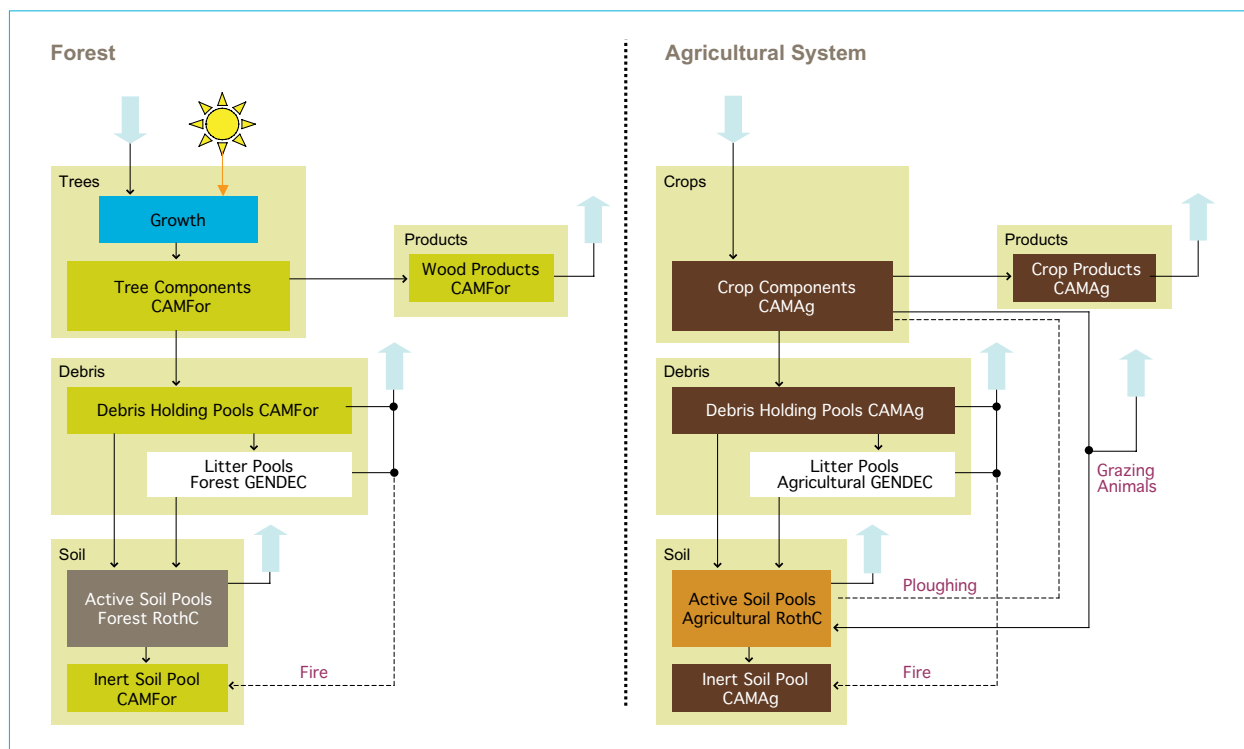 Forest
Trees
Growth
Tree Components
CAMFor
Products
Wood Products
CAMFor
Debris
Debris Holding Pools CAMFor
Litter Pools
Forest GENDEC
Soil
Active Soil Pools
Forest RothC
Inert Soil Pool
CAMFor
Fire
Agricultural System
Crops
Crop Components
CAMAg
Products
Crop Products
CAMAg
Debris
Debris Holding Pools CAMAg
Litter Pools
Agricultural GENDEC
Grazing
Animals
Soil
Active Soil Pools
Agricultural RothC
Ploughing
Inert Soil Pool
CAMAg
Fire